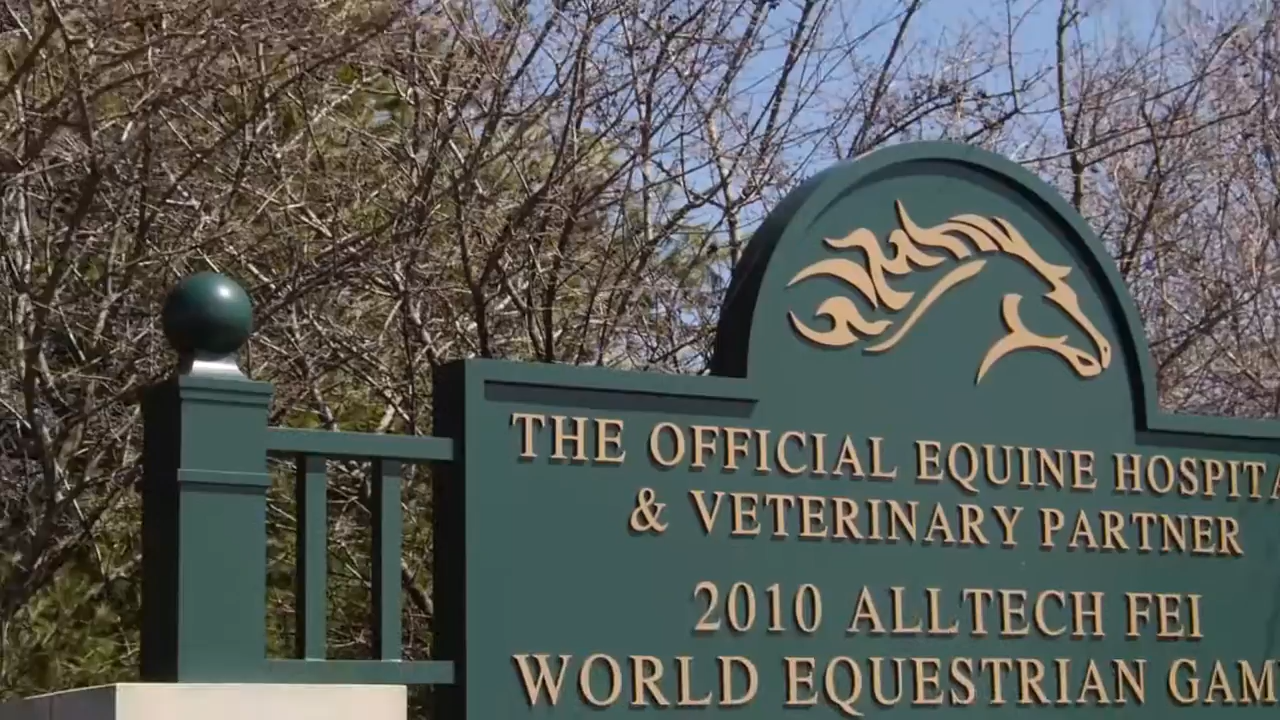 THE OFFICIAL EQUINE HOSPITA
& VETERINARY PARTNER
2010 ALLTECH FEI
WORLD EQUESTRIAN GAM